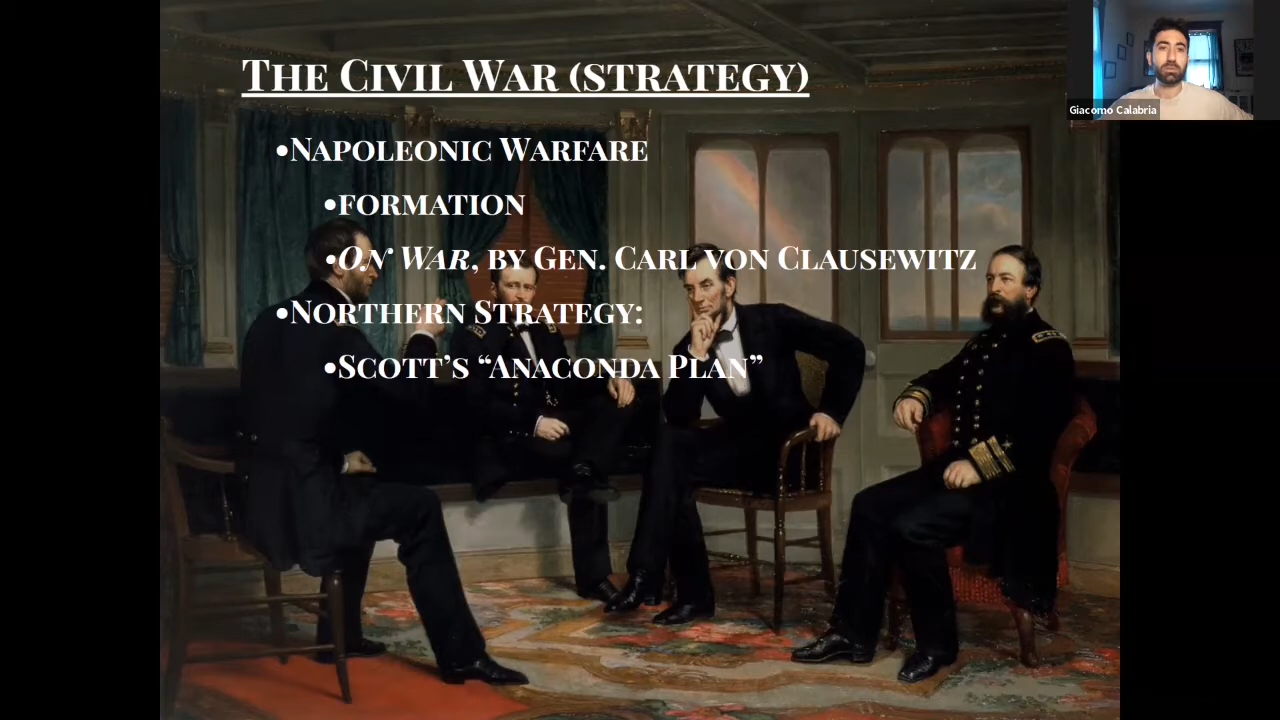 The Civil War (strategy)
•Napoleonic Warfare
•formation
•On War, by Gen. Carl von Clausewitz
•Northern Strategy:
•Scott's “Anaconda Plan”
Giacomo Calabria